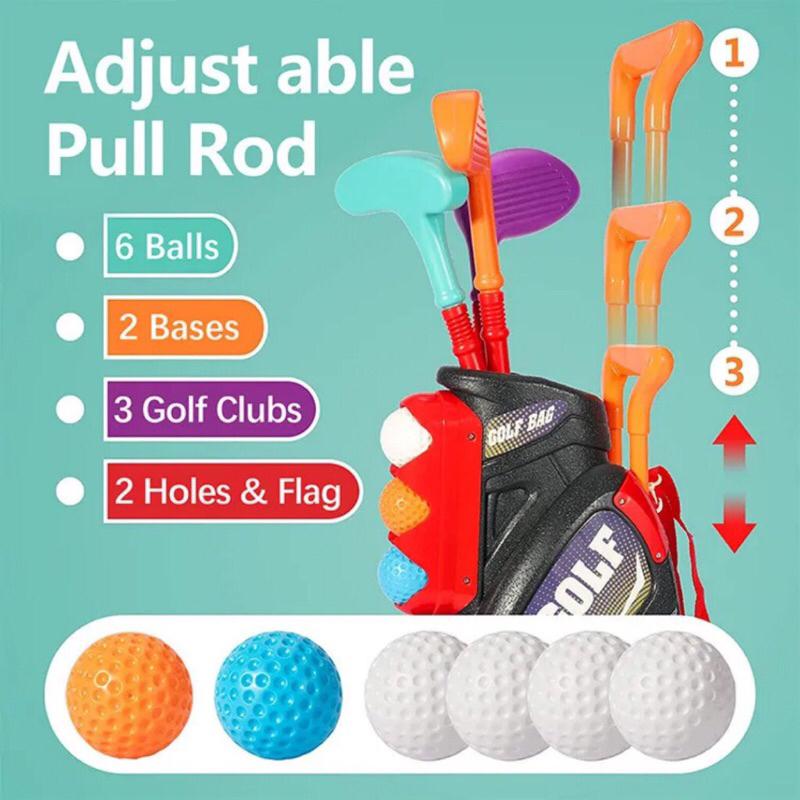 Adjust able
Pull Rod
6 Balls
2 Bases
3 Golf Clubs
2 Holes & Flag
1
2
3
GOLF BAG
GOLF